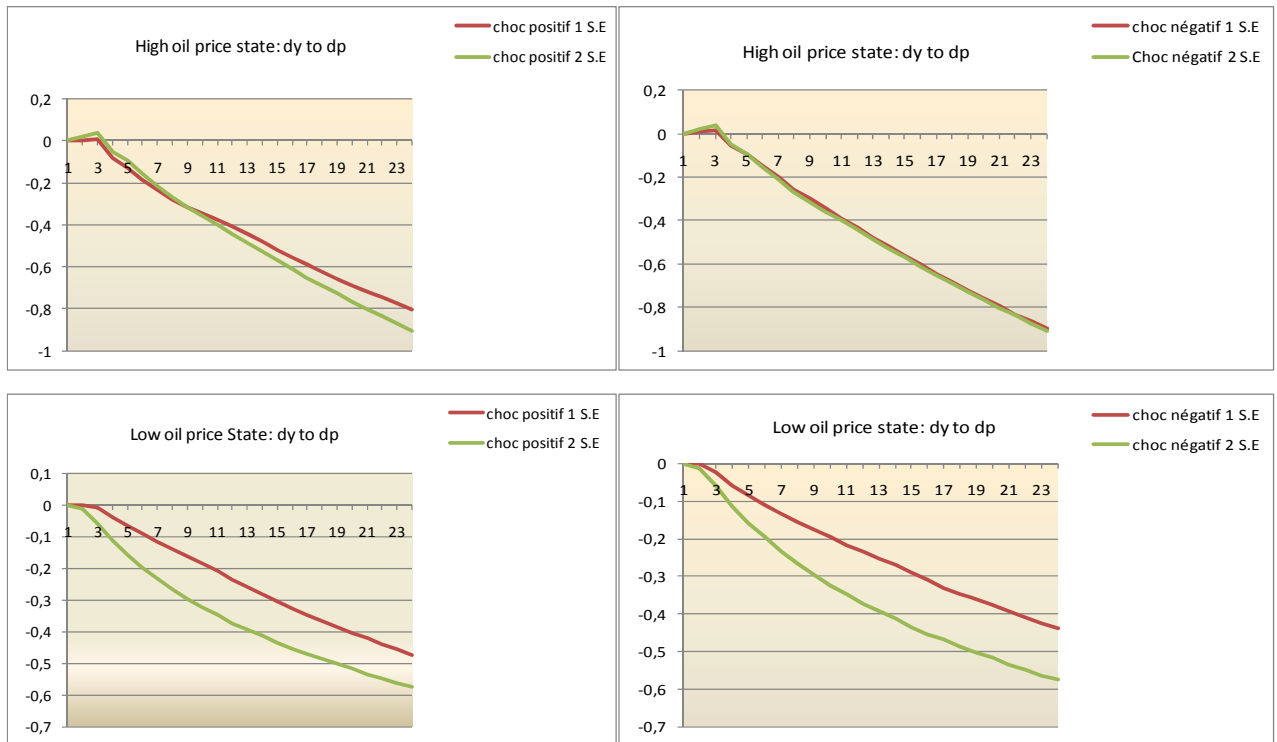 High oil price state: dy to dp
choc positif 1 S.E
choc positif 2 S.E
0,2
0
-0,2
-0,4
-0,6
-0,8
-1
1 3 5 7 9 11 13 15 17 19 21 23
High oil price state: dy to dp
choc négatif 1 S.E
Choc négatif 2 S.E
0,2
0
-0,2
-0,4
-0,6
-0,8
-1
1 3 5 7 9 11 13 15 17 19 21 23
Low oil price State: dy to dp
choc positif 1 S.E
choc positif 2 S.E
0,1
0
-0,1
-0,2
-0,3
-0,4
-0,5
-0,6
-0,7
1 3 5 7 9 11 13 15 17 19 21 23
Low oil price state: dy to dp
choc négatif 1 S.E
choc négatif 2 S.E
0
-0,1
-0,2
-0,3
-0,4
-0,5
-0,6
-0,7
1 3 5 7 9 11 13 15 17 19 21 23